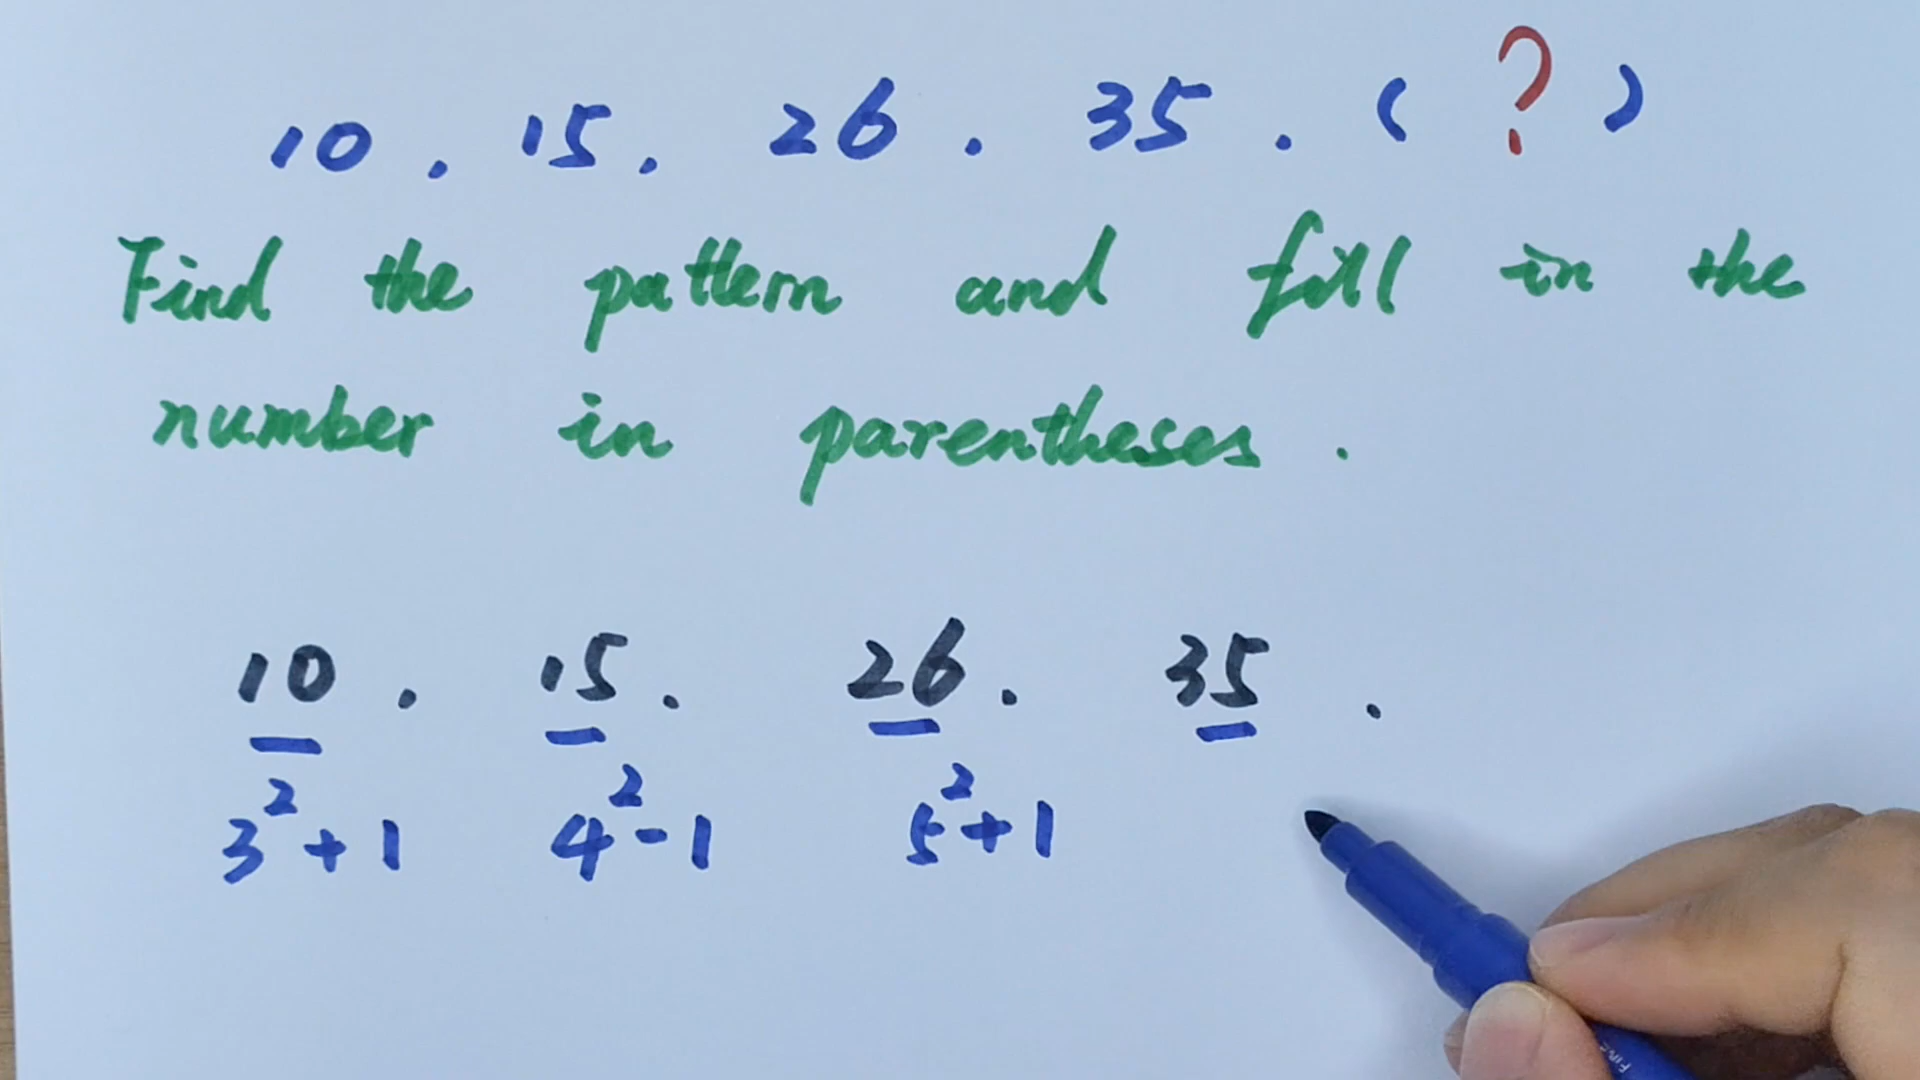 10 . 15 . 26 . 35 . ( ? )
Find the pattern and fill in the
number in parentheses .
10 . 15 . 26 . 35 .
3²+1 4²-1 5²+1